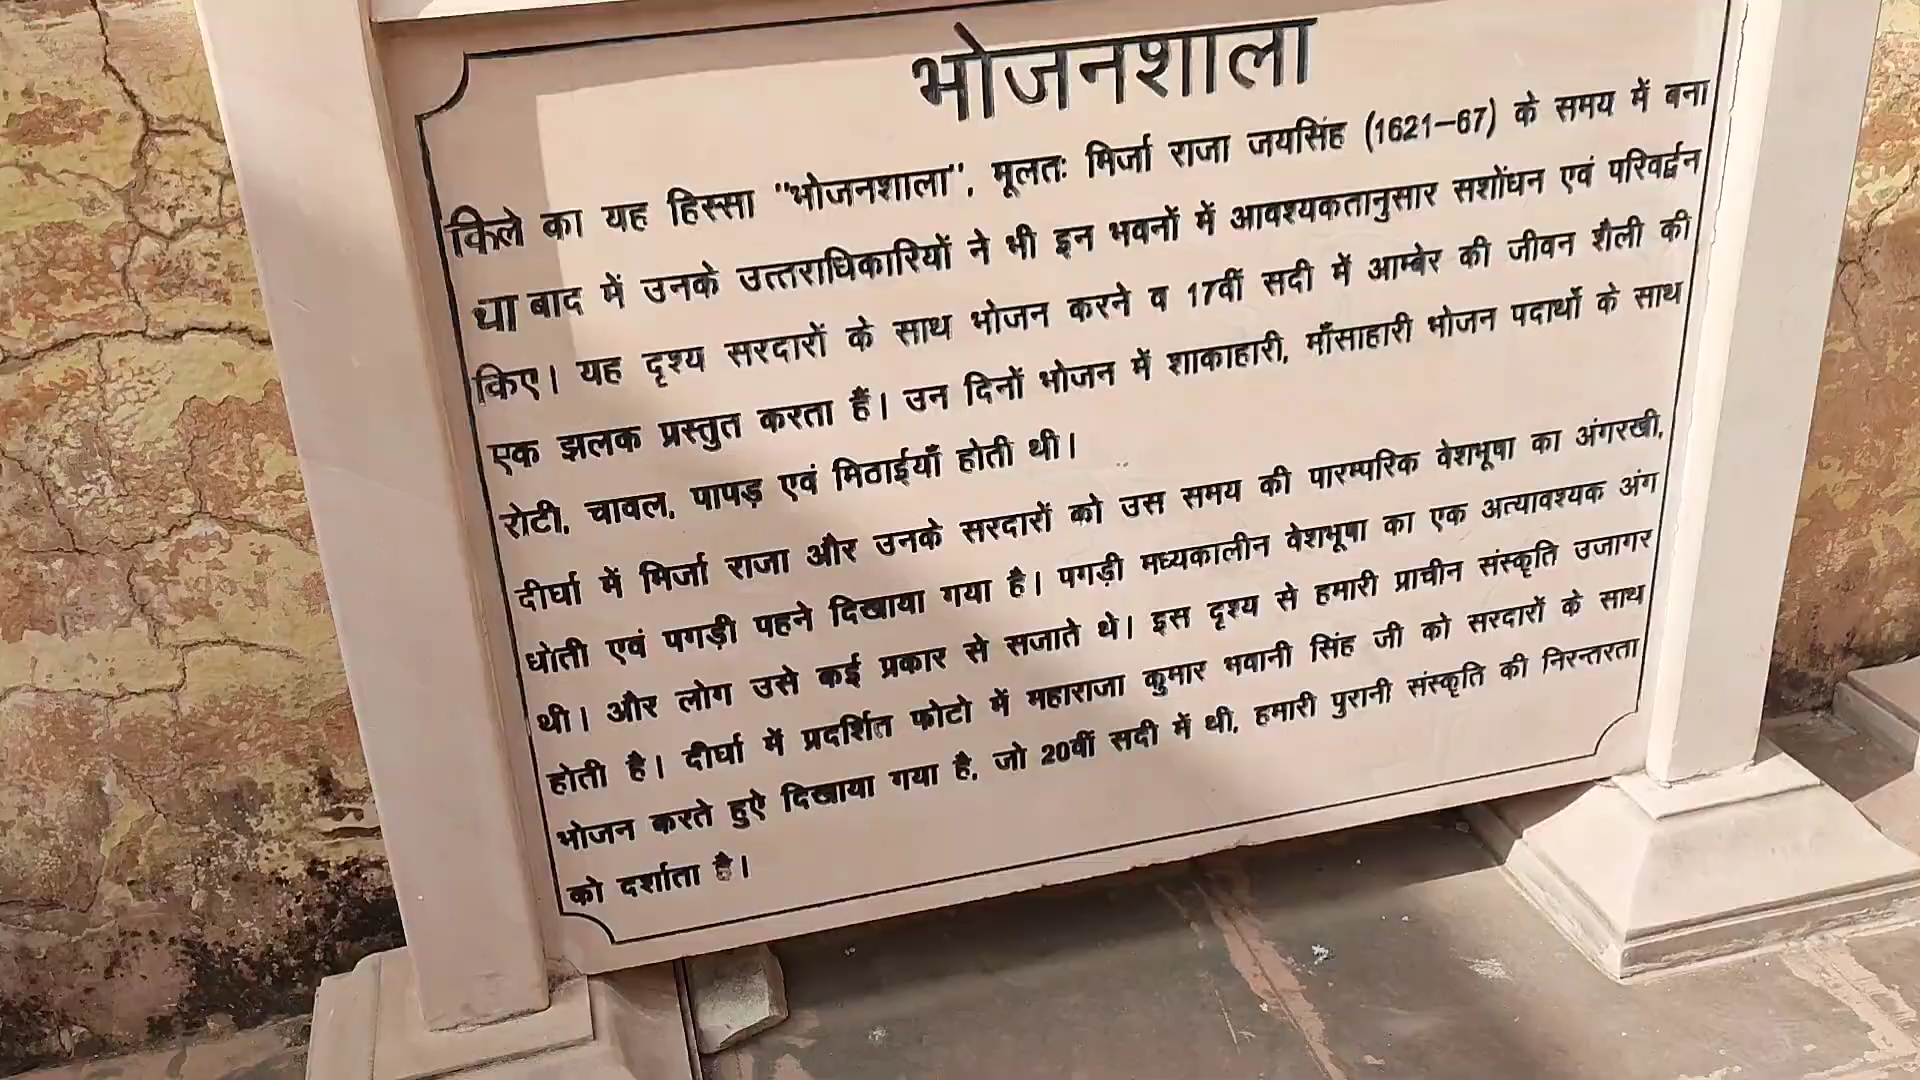 भोजनशाला
किले का यह हिस्सा "भोजनशाला", मूलतः मिर्जा राजा जयसिंह (1621–67) के समय में बना
था बाद में उनके उत्तराधिकारियों ने भी इन भवनों में आवश्यकतानुसार सशोंधन एवं परिवर्द्वन
किए। यह दृश्य सरदारों के साथ भोजन करने व 17वीं सदी में आम्बेर की जीवन शैली की
एक झलक प्रस्तुत करता हैं। उन दिनों भोजन में शाकाहारी, माँसाहारी भोजन पदार्थो के साथ
रोटी, चावल, पापड़ एवं मिठाईयाँ होती थी।
दीर्घा में मिर्जा राजा और उनके सरदारों को उस समय की पारम्परिक वेशभूषा का अंगरखी,
धोती एवं पगड़ी पहने दिखाया गया है। पगड़ी मध्यकालीन वेशभूषा का एक अत्यावश्यक अंग
थी। और लोग उसे कई प्रकार से सजाते थे। इस दृश्य से हमारी प्राचीन संस्कृति उजागर
होती है। दीर्घा में प्रदर्शित फोटो में महाराजा कुमार भवानी सिंह जी को सरदारों के साथ
भोजन करते हुऐ दिखाया गया है, जो 20वीं सदी में थी, हमारी पुरानी संस्कृति की निरन्तरता
को दर्शाता है।